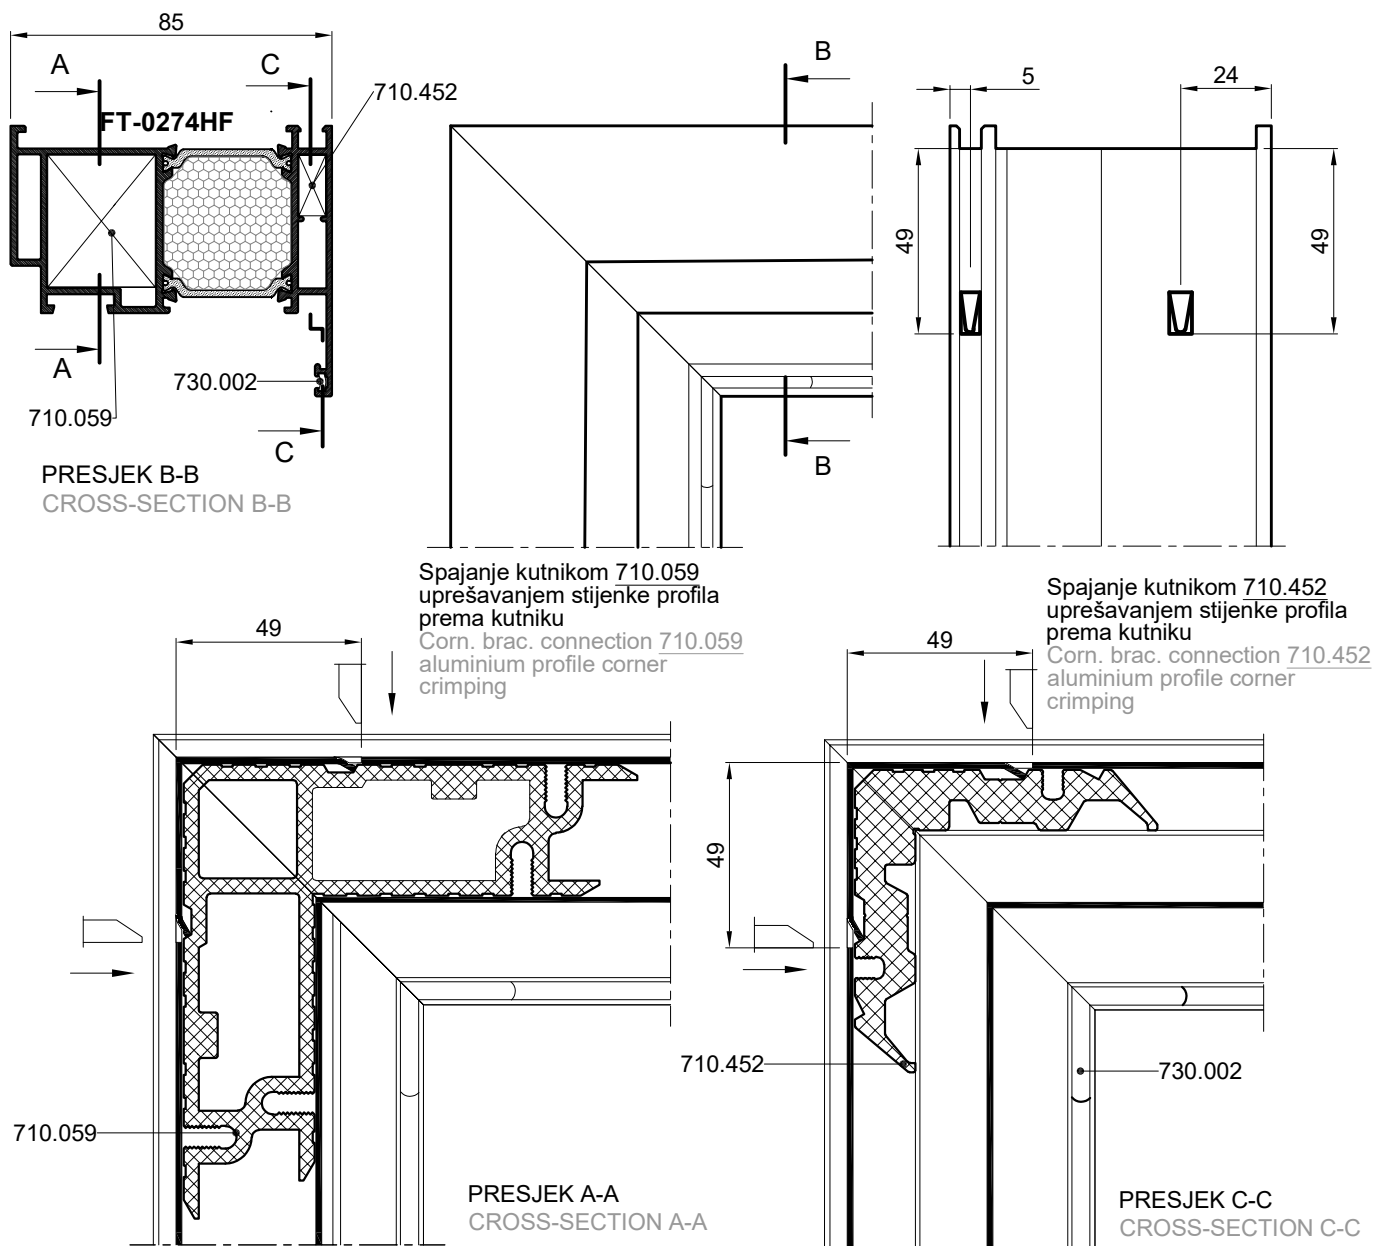 85
A
C
710.452
FT-0274HF
A
710.059
730.002
C
PRESJEK B-B
CROSS-SECTION B-B
B
B
5
24
49
49
Spajanje kutnikom 710.059
uprešavanjem stijenke profila
prema kutniku
Corn. brac. connection 710.059
aluminium profile corner
crimping
Spajanje kutnikom 710.452
uprešavanjem stijenke profila
prema kutniku
Corn. brac. connection 710.452
aluminium profile corner
crimping
49
710.059
PRESJEK A-A
CROSS-SECTION A-A
49
49
710.452
730.002
PRESJEK C-C
CROSS-SECTION C-C